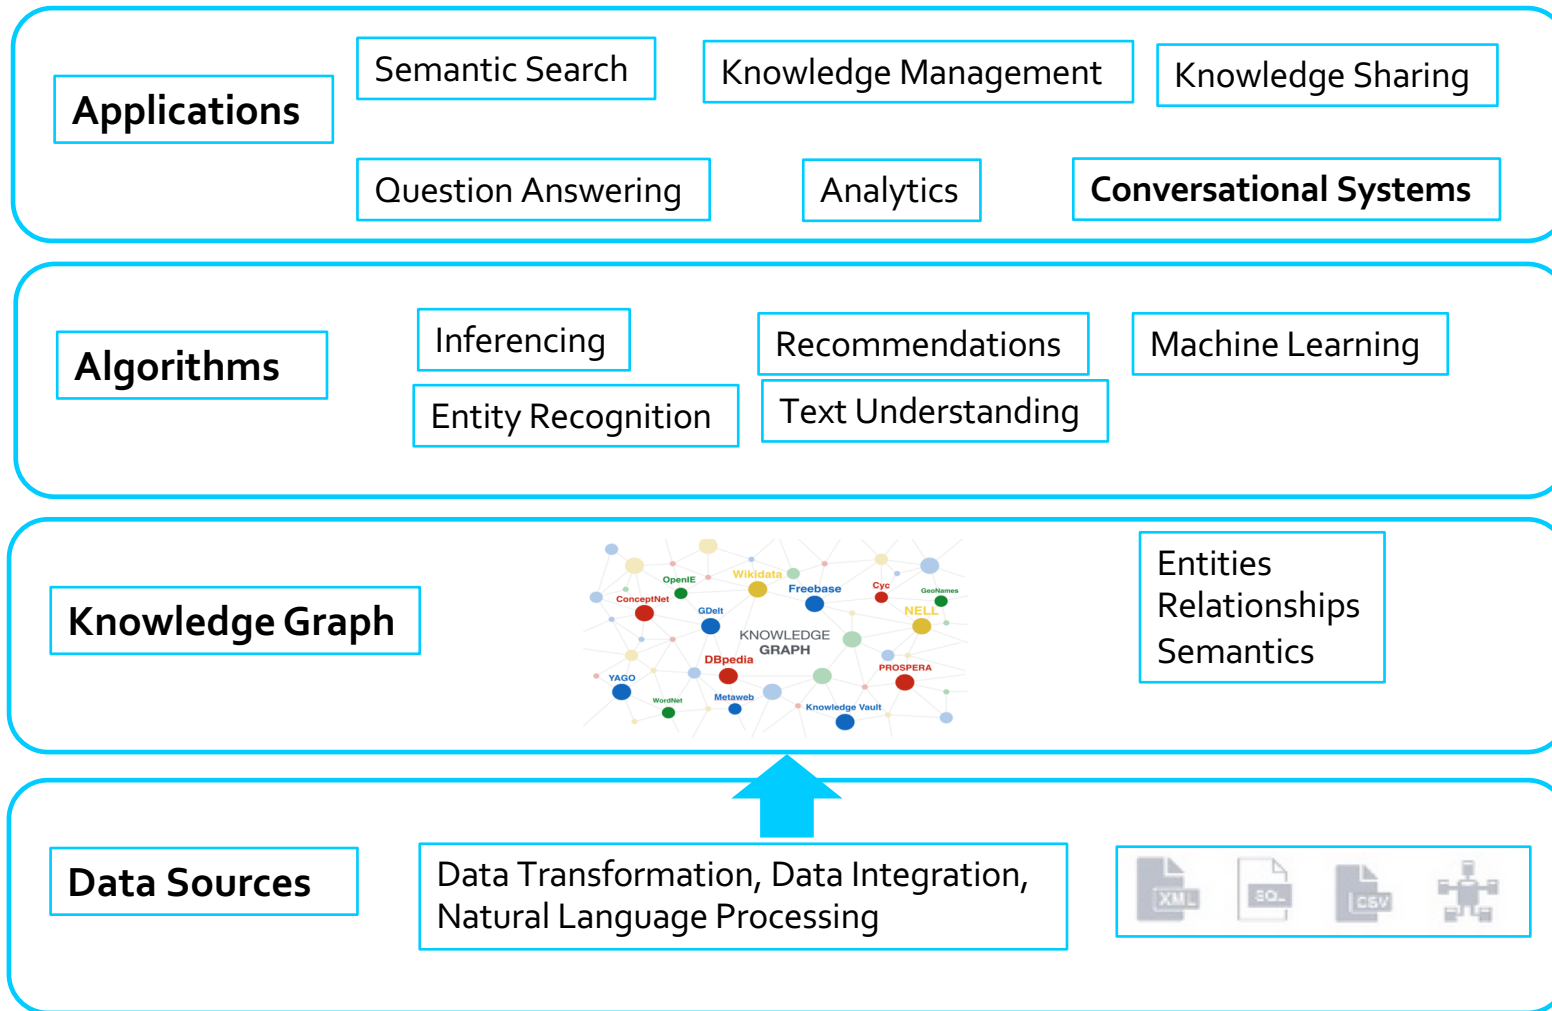 Applications
Semantic Search
Knowledge Management
Knowledge Sharing
Question Answering
Analytics
Conversational Systems
Algorithms
Inferencing
Recommendations
Machine Learning
Entity Recognition
Text Understanding
Knowledge Graph
OpenIE
Wikidata
Freebase
Cyc
GeoNames
ConceptNet
GDelt
NELL
KNOWLEDGE
GRAPH
DBpedia
PROSPERA
YAGO
WordNet
Metaweb
Knowledge Vault
Entities
Relationships
Semantics
Data Sources
Data Transformation, Data Integration,
Natural Language Processing
XML
SQL
CSV